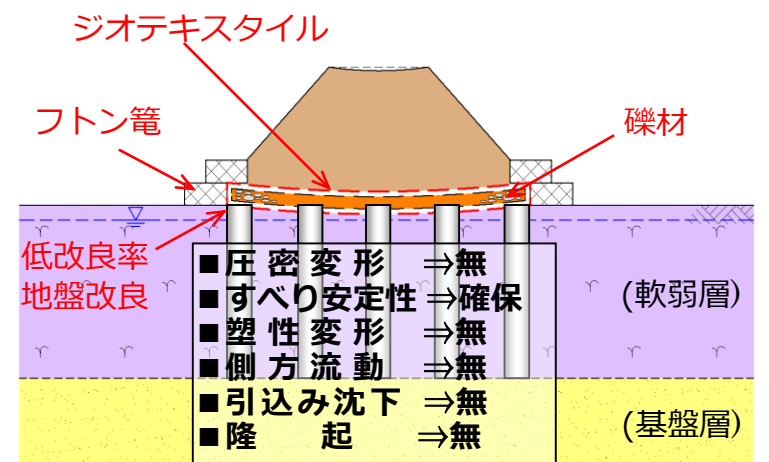 ジオテキスタイル
フトン篭
礫材
低改良率
地盤改良
■圧密変形 ⇒無
■すべり安定性⇒確保
■塑性変形 ⇒無
■側方流動 ⇒無
■引込み沈下 ⇒無
■隆起 ⇒無
(軟弱層)
(基盤層)